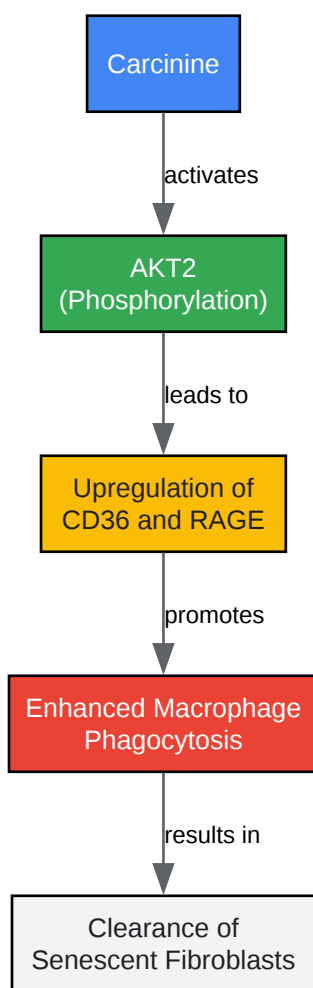 Carcinine
activates
AKT2
(Phosphorylation)
leads to
Upregulation of
CD36 and RAGE
promotes
Enhanced Macrophage
Phagocytosis
results in
Clearance of
Senescent Fibroblasts